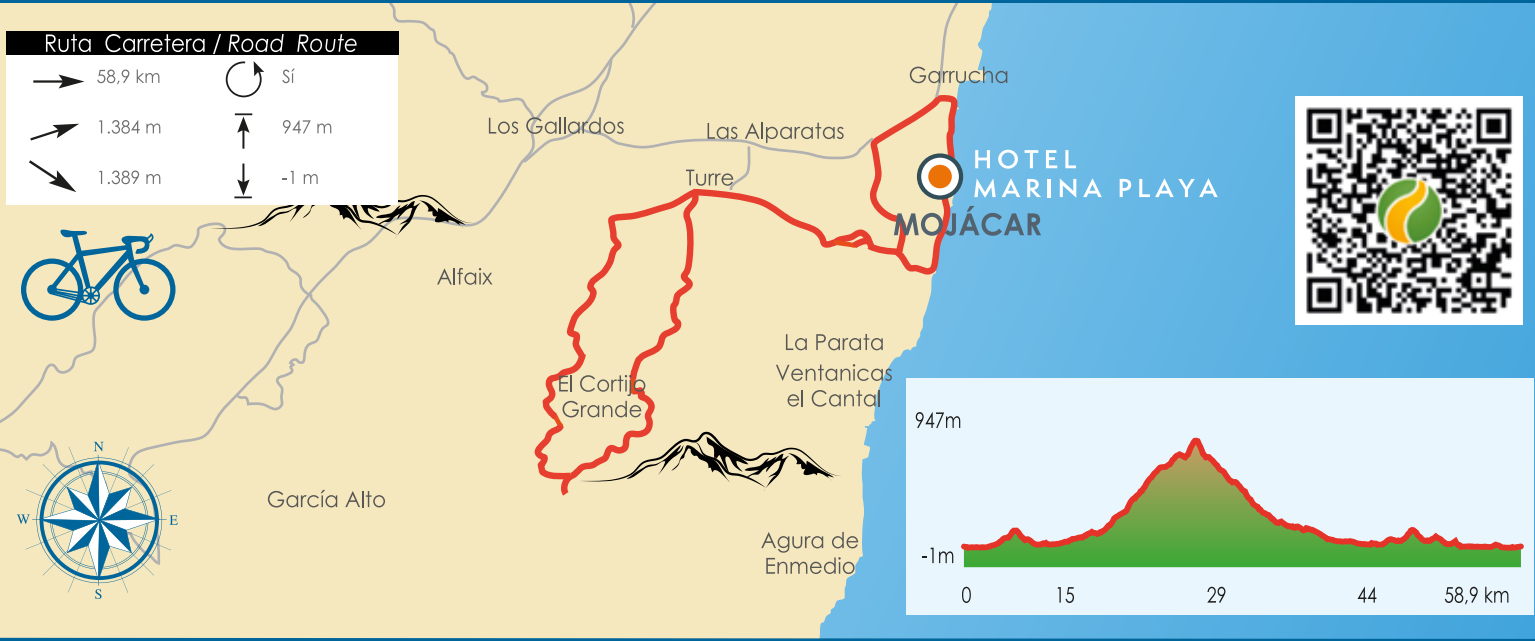 Ruta Carretera / Road Route
58,9 km
Sí
1.384 m
947 m
1.389 m
-1 m
Garrucha
Los Gallardos
Las Alparatas
HOTEL
MARINA PLAYA
Turre
MOJÁCAR
Alfaix
La Parata
Ventanicas
el Cantal
El Cortijo
Grande
García Alto
Agura de
Enmedio
N
W
E
S
947m
-1m
0
15
29
44
58,9 km